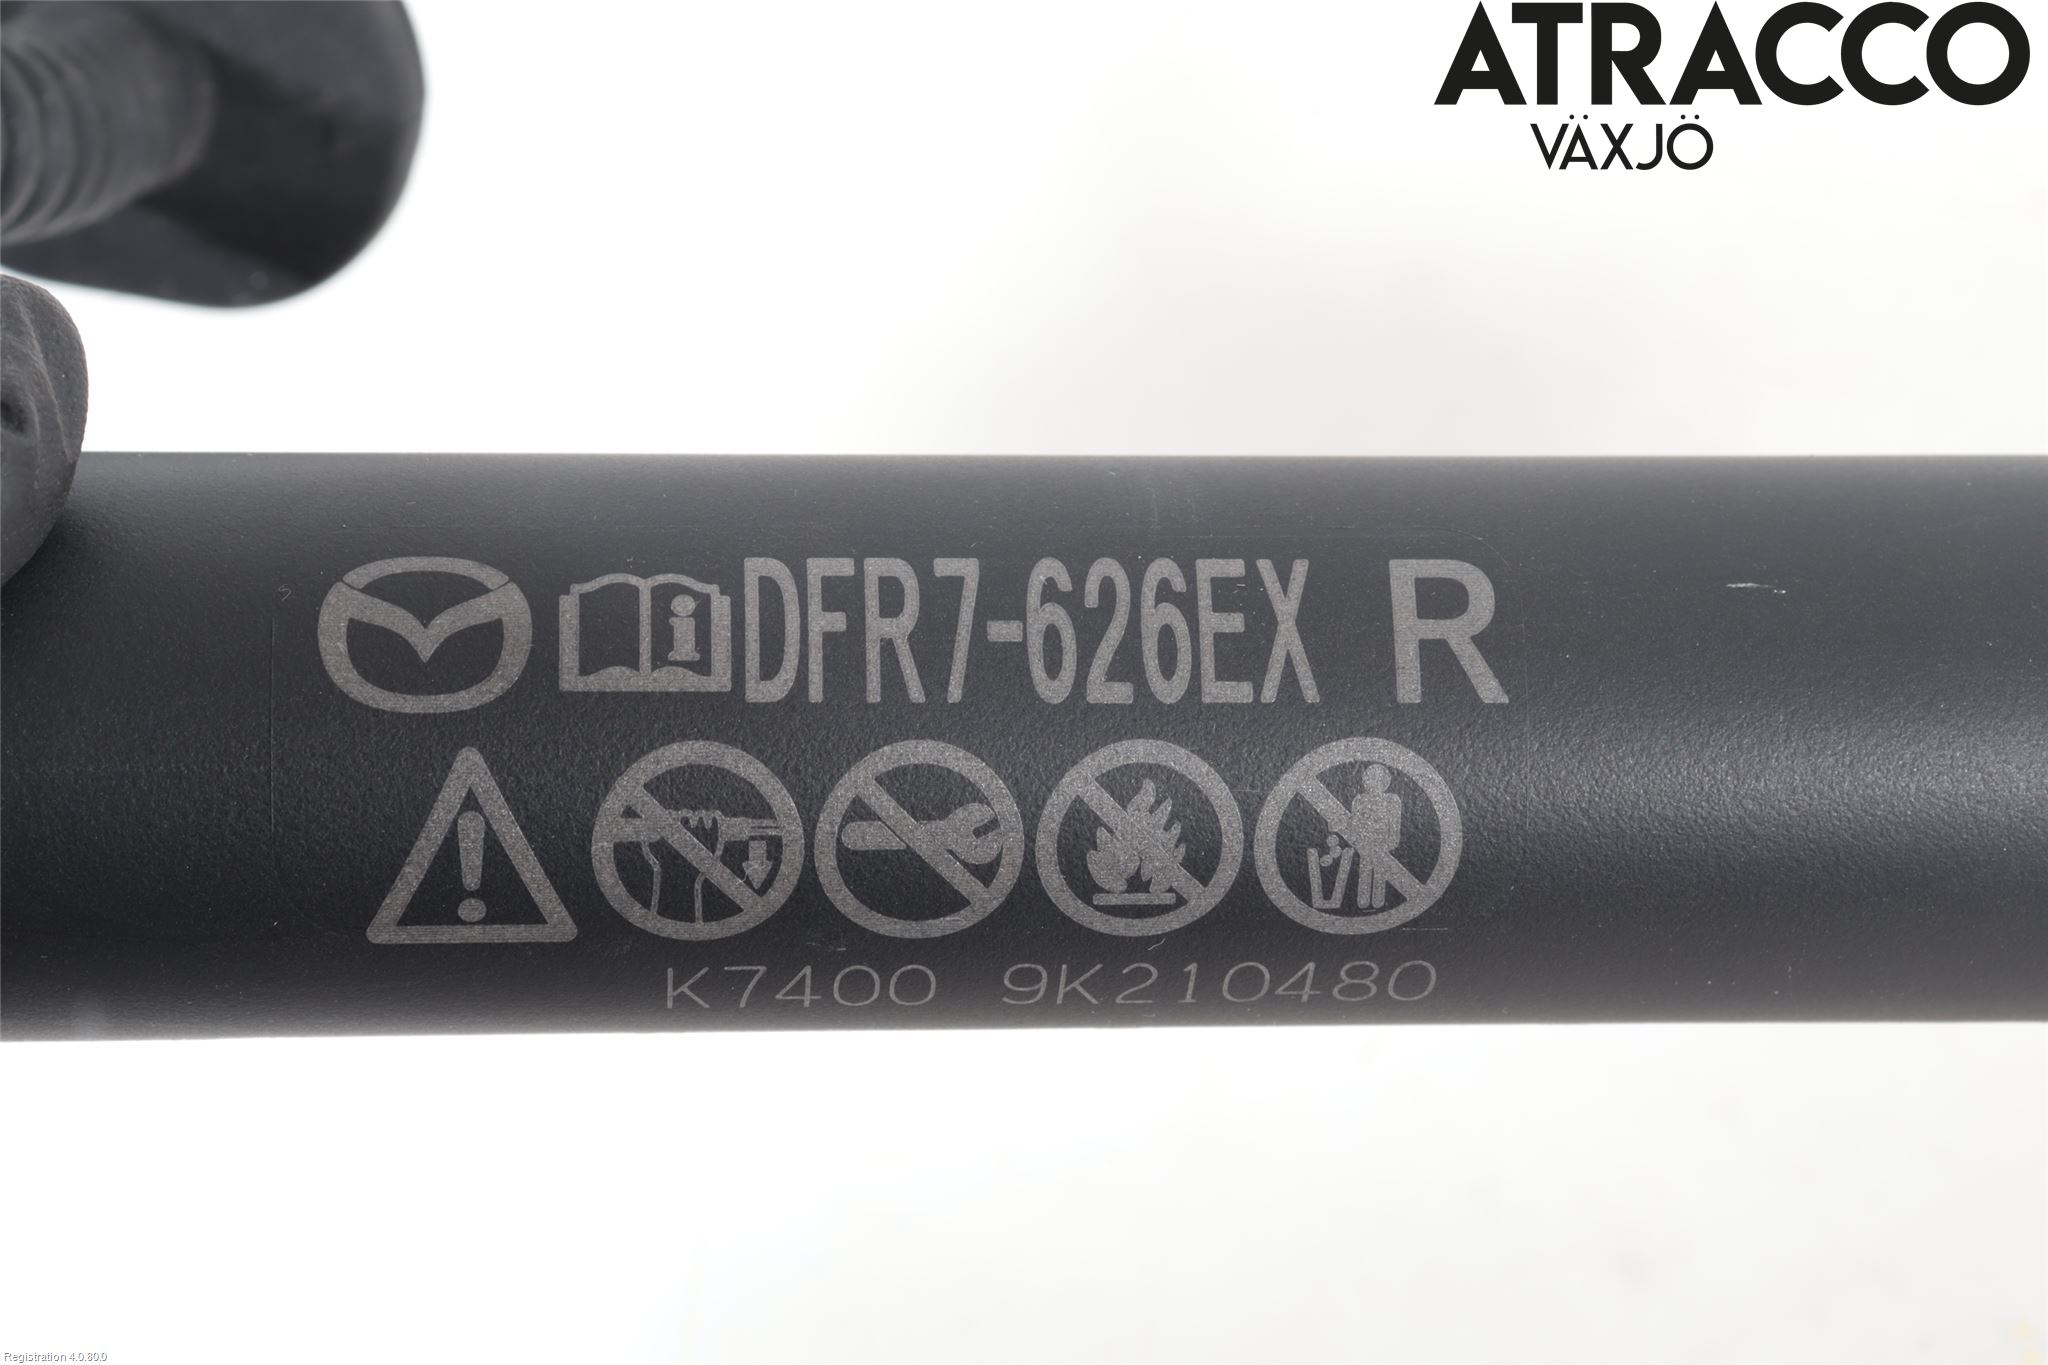 ATRACCO
VÄXJÖ
DFR7-626EX R
K7400 9K210480
Registration 4.0.80.0